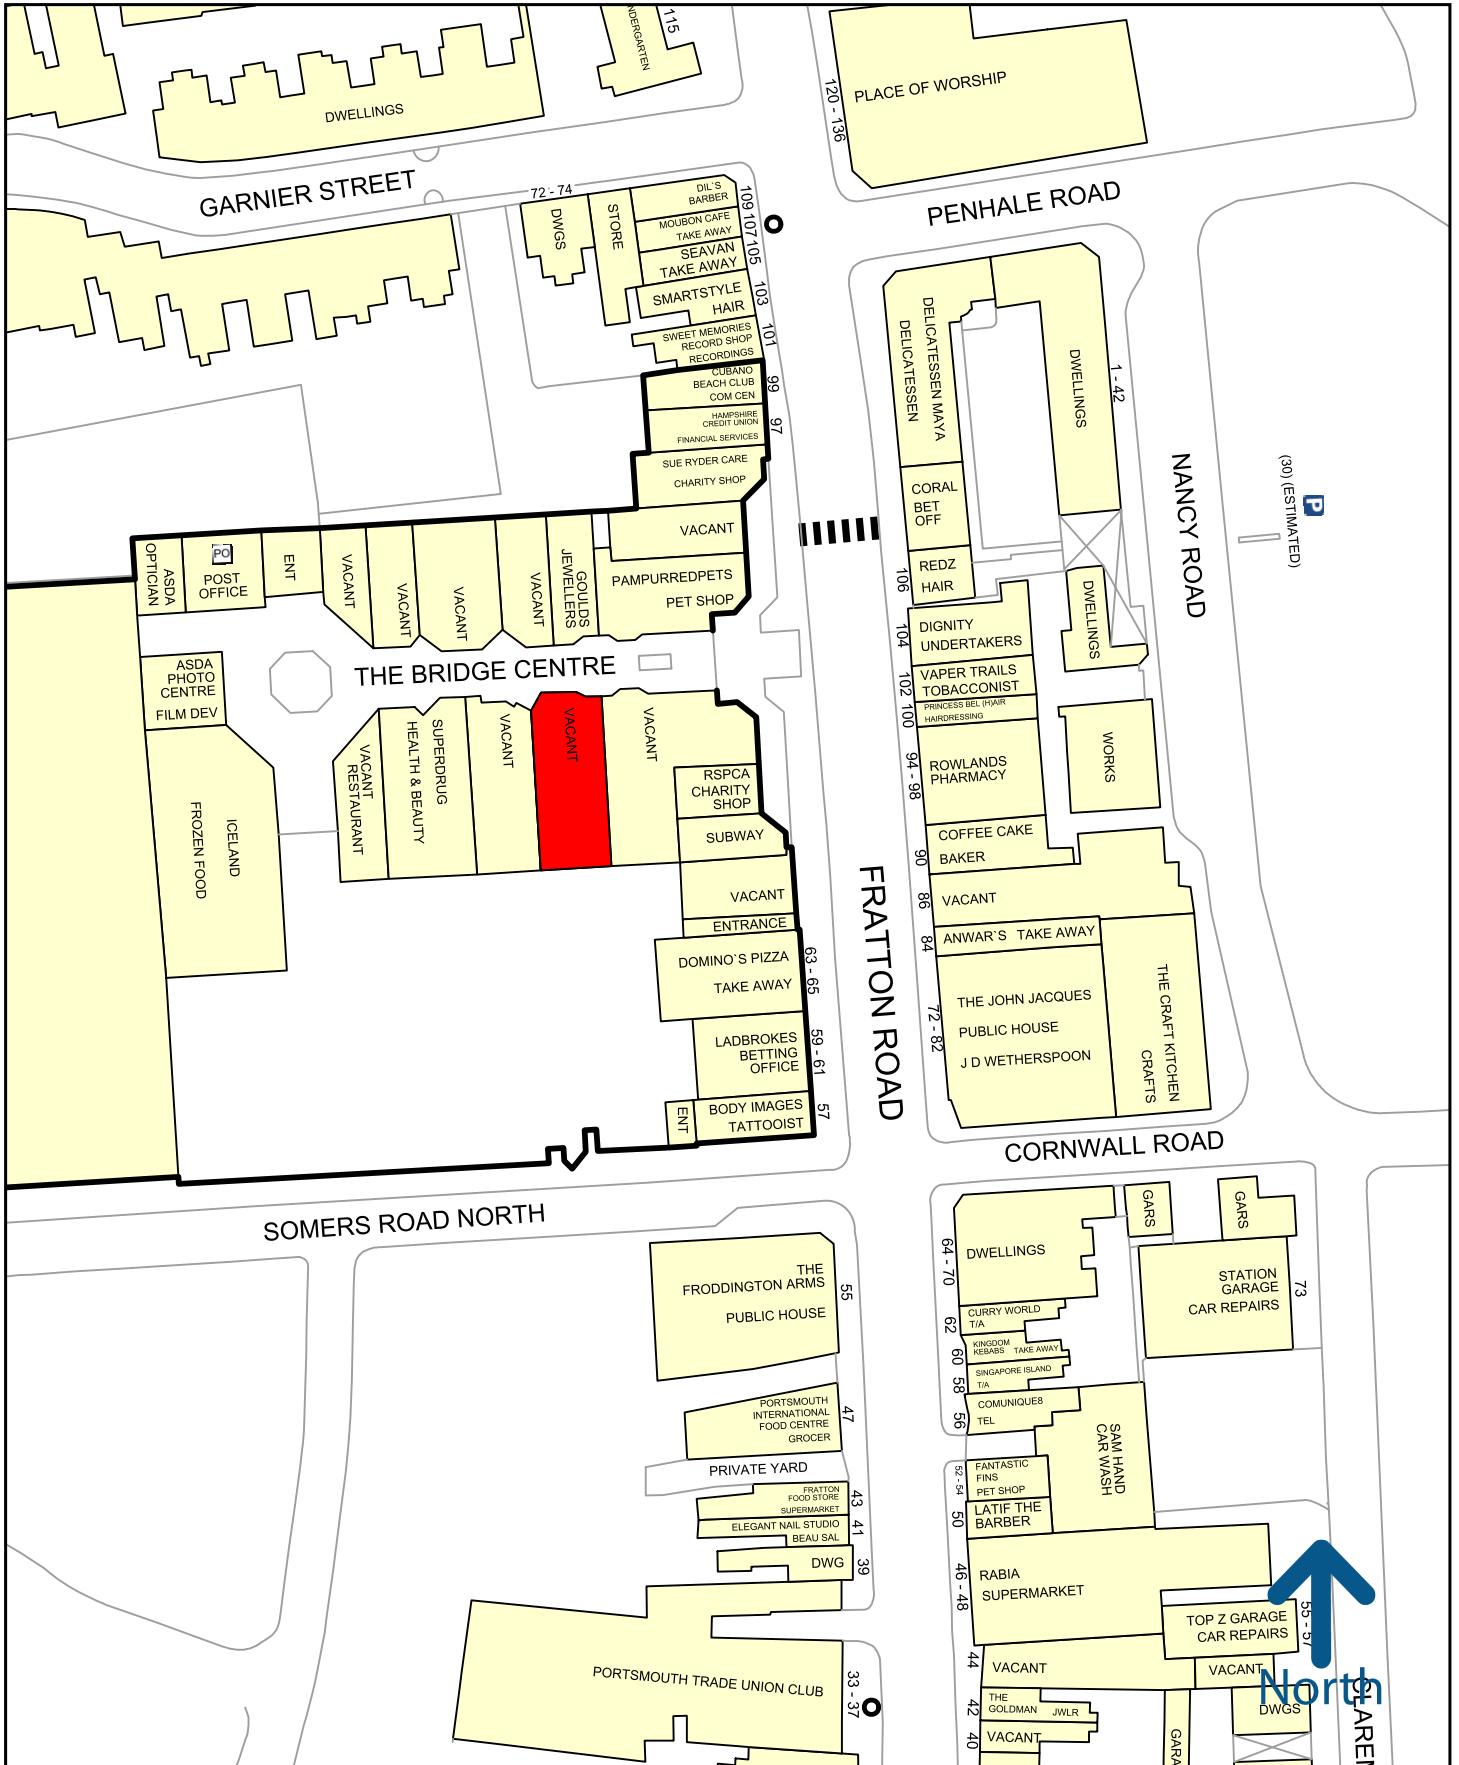 NDERGARTEN
115
DWELLINGS
120 - 136
PLACE OF WORSHIP
GARNIER STREET
PENHALE ROAD
72 - 74
DWGS
STORE
DIL`S
BARBER
109
MOUBON CAFE
TAKE AWAY
107
SEAVAN
TAKE AWAY
105
SMARTSTYLE
HAIR
103
SWEET MEMORIES
RECORD SHOP
RECORDINGS
101
CUBANO
BEACH CLUB
COM CEN
99
HAMPSHIRE
CREDIT UNION
FINANCIAL SERVICES
97
SUE RYDER CARE
CHARITY SHOP
VACANT
PAMPURREDPETS
PET SHOP
DELICATESSEN MAYA
DELICATESSEN
DWELLINGS
1 - 42
CORAL
BET
OFF
REDZ
HAIR
106
NANCY ROAD
P
(30) (ESTIMATED)
ASDA
OPTICIAN
PO
POST
OFFICE
ENT
VACANT
VACANT
VACANT
VACANT
GOULDS
JEWELLERS
DIGNITY
UNDERTAKERS
104
DWELLINGS
VAPER TRAILS
TOBACCONIST
102
PRINCESS BEL (H)AIR
HAIRDRESSING
100
THE BRIDGE CENTRE
ASDA
PHOTO
CENTRE
FILM DEV
VACANT
RESTAURANT
SUPERDRUG
HEALTH & BEAUTY
VACANT
VACANT
VACANT
RSPCA
CHARITY
SHOP
SUBWAY
ROWLANDS
PHARMACY
94 - 98
WORKS
ICELAND
FROZEN FOOD
COFFEE CAKE
BAKER
90
VACANT
86
VACANT
ENTRANCE
ANWAR`S TAKE AWAY
84
FRATTON ROAD
DOMINO`S PIZZA
TAKE AWAY
63 - 65
THE JOHN JACQUES
PUBLIC HOUSE
J D WETHERSPOON
72 - 82
THE CRAFT KITCHEN
CRAFTS
LADBROKES
BETTING
OFFICE
59 - 61
ENT
BODY IMAGES
TATTOOIST
57
CORNWALL ROAD
SOMERS ROAD NORTH
GARS
GARS
THE
FRODDINGTON ARMS
PUBLIC HOUSE
55
DWELLINGS
64 - 70
STATION
GARAGE
CAR REPAIRS
73
CURRY WORLD
T/A
62
KINGDOM
KEBABS TAKE AWAY
60
SINGAPORE ISLAND
T/A
58
COMUNIQUE8
TEL
56
PORTSMOUTH
INTERNATIONAL
FOOD CENTRE
GROCER
47
SAM HAND
CAR WASH
PRIVATE YARD
FANTASTIC
FINS
PET SHOP
52 - 54
FRATTON
FOOD STORE
SUPERMARKET
43
LATIF THE
BARBER
50
ELEGANT NAIL STUDIO
BEAU SAL
41
DWG
39
RABIA
SUPERMARKET
46 - 48
TOP Z GARAGE
CAR REPAIRS
55 - 57
PORTSMOUTH TRADE UNION CLUB
33 - 37
VACANT
44
VACANT
North
CLAREM
THE
GOLDMAN JWLR
42
DWGS
VACANT
40
GARA